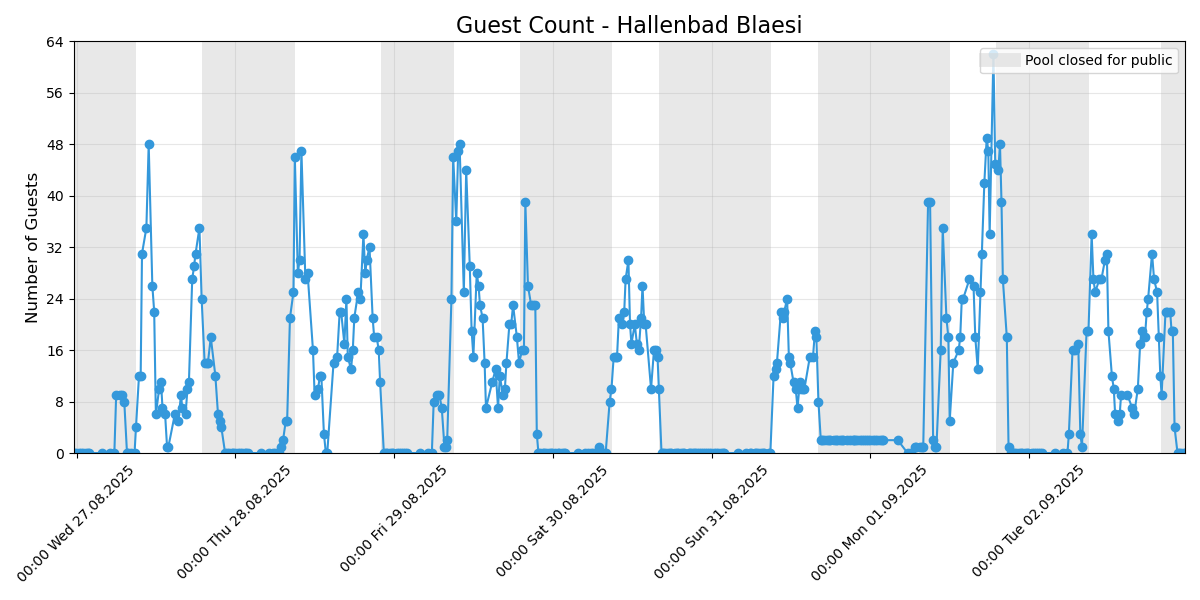 Guest Count - Hallenbad Blaesi
Number of Guests
64
56
48
40
32
24
16
8
0
Pool closed for public
00:00 Wed 27.08.2025
00:00 Thu 28.08.2025
00:00 Fri 29.08.2025
00:00 Sat 30.08.2025
00:00 Sun 31.08.2025
00:00 Mon 01.09.2025
00:00 Tue 02.09.2025